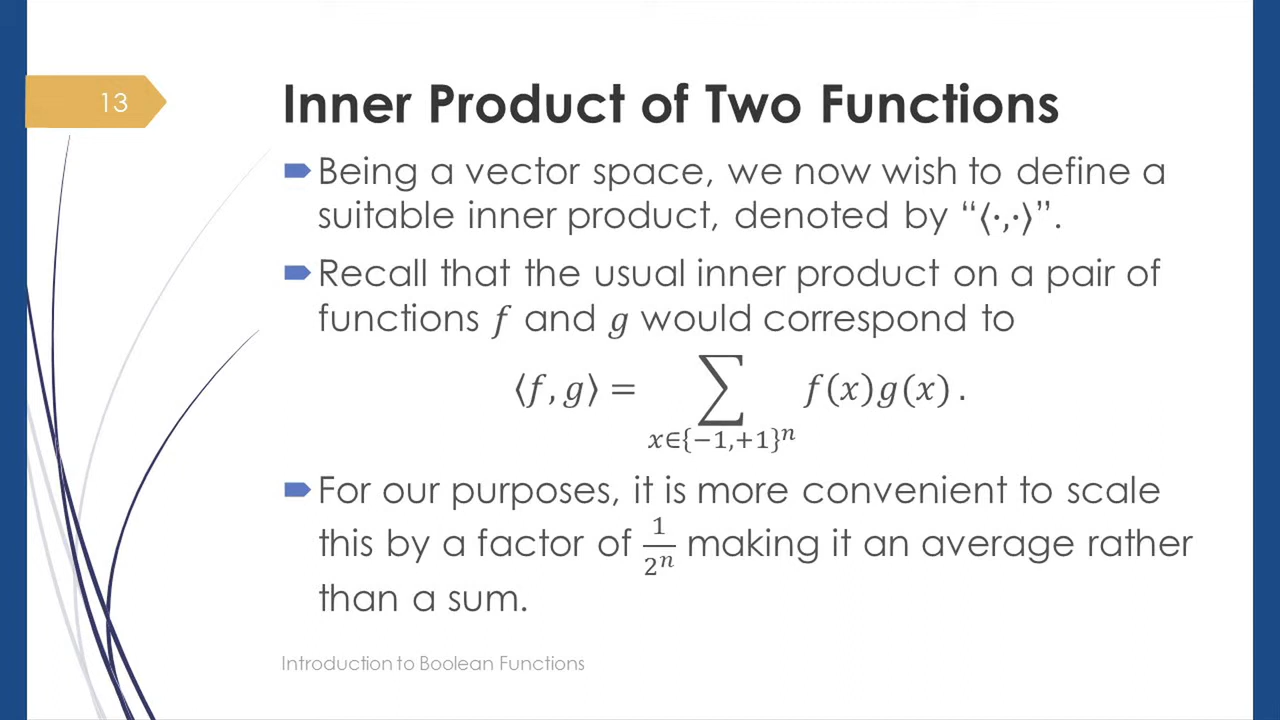 13
Inner Product of Two Functions
Being a vector space, we now wish to define a
suitable inner product, denoted by “⟨·,·⟩”.
Recall that the usual inner product on a pair of
functions 𝑓 and 𝑔 would correspond to
⟨𝑓, 𝑔⟩ = ∑ 𝑓(𝑥)𝑔(𝑥) .
𝑥∈{−1,+1}ⁿ
For our purposes, it is more convenient to scale
this by a factor of 1/2ⁿ making it an average rather
than a sum.
Introduction to Boolean Functions